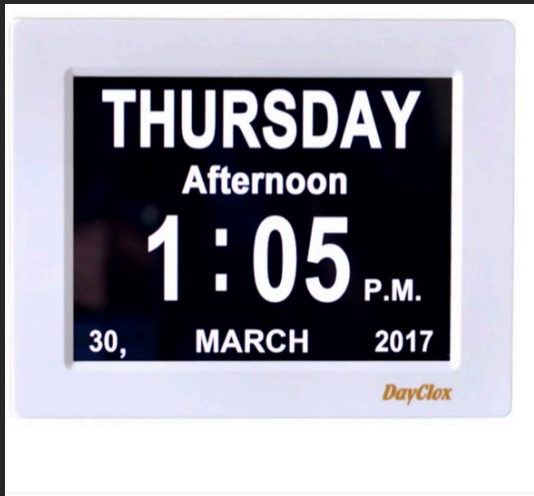 THURSDAY
Afternoon
1:05 P.M.
30, MARCH 2017
DayClox